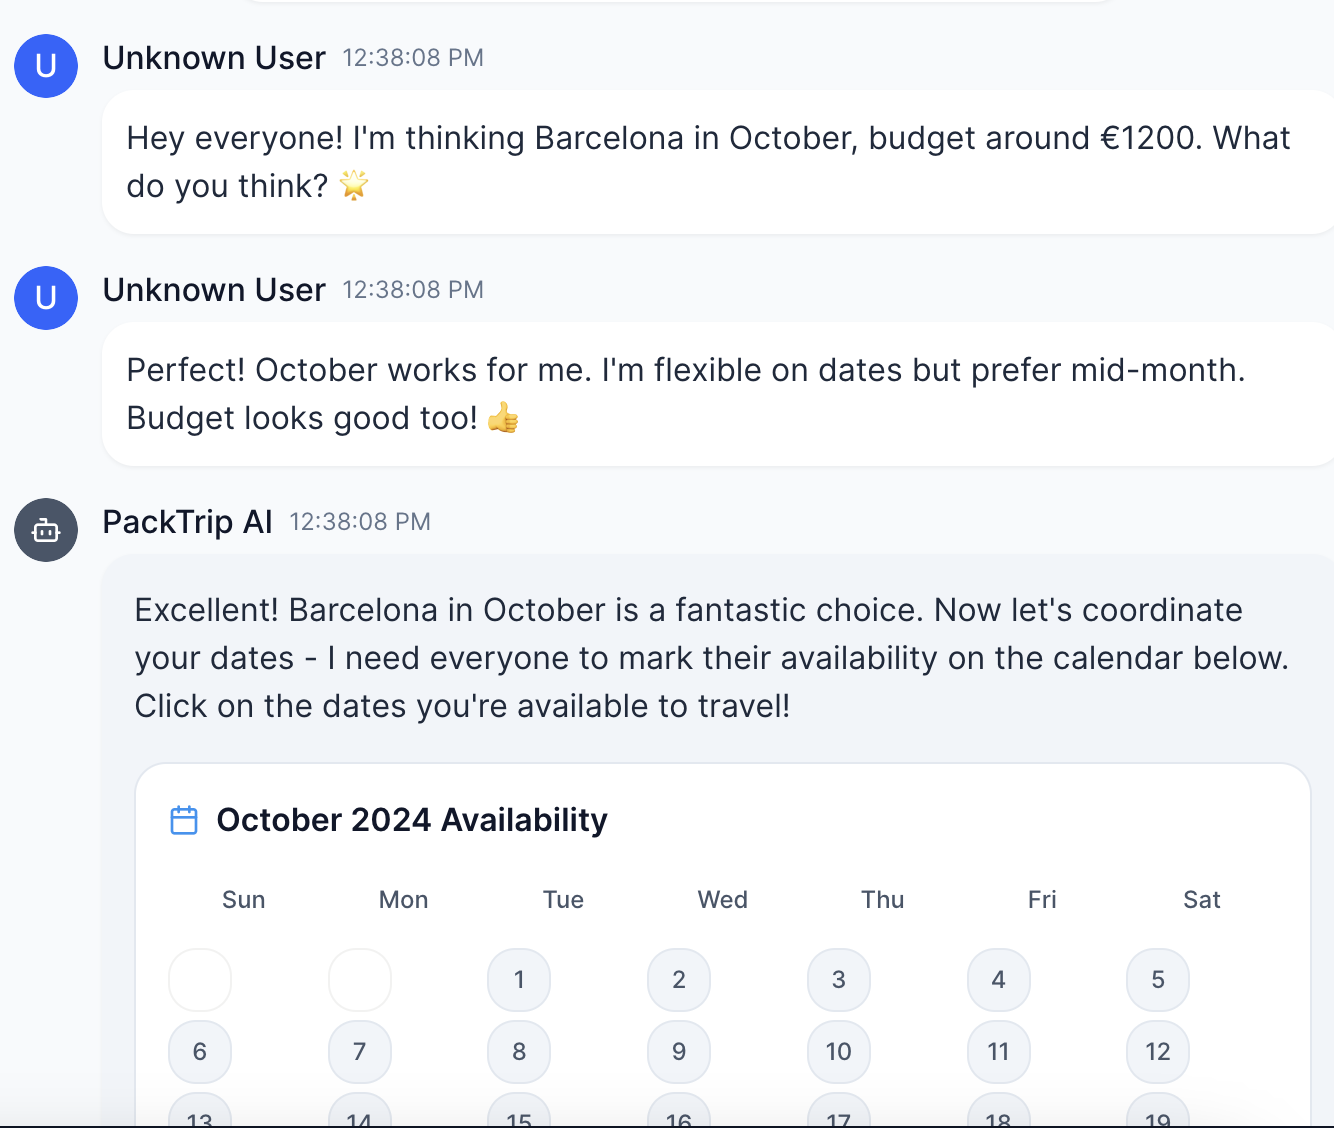 U
Unknown User 12:38:08 PM
Hey everyone! I'm thinking Barcelona in October, budget around €1200. What
do you think? 🌟
U
Unknown User 12:38:08 PM
Perfect! October works for me. I'm flexible on dates but prefer mid-month.
Budget looks good too! 👍
PackTrip AI 12:38:08 PM
Excellent! Barcelona in October is a fantastic choice. Now let's coordinate
your dates - I need everyone to mark their availability on the calendar below.
Click on the dates you're available to travel!
October 2024 Availability
Sun Mon Tue Wed Thu Fri Sat
1 2 3 4 5
6 7 8 9 10 11 12
13 14 15 16 17 18 19